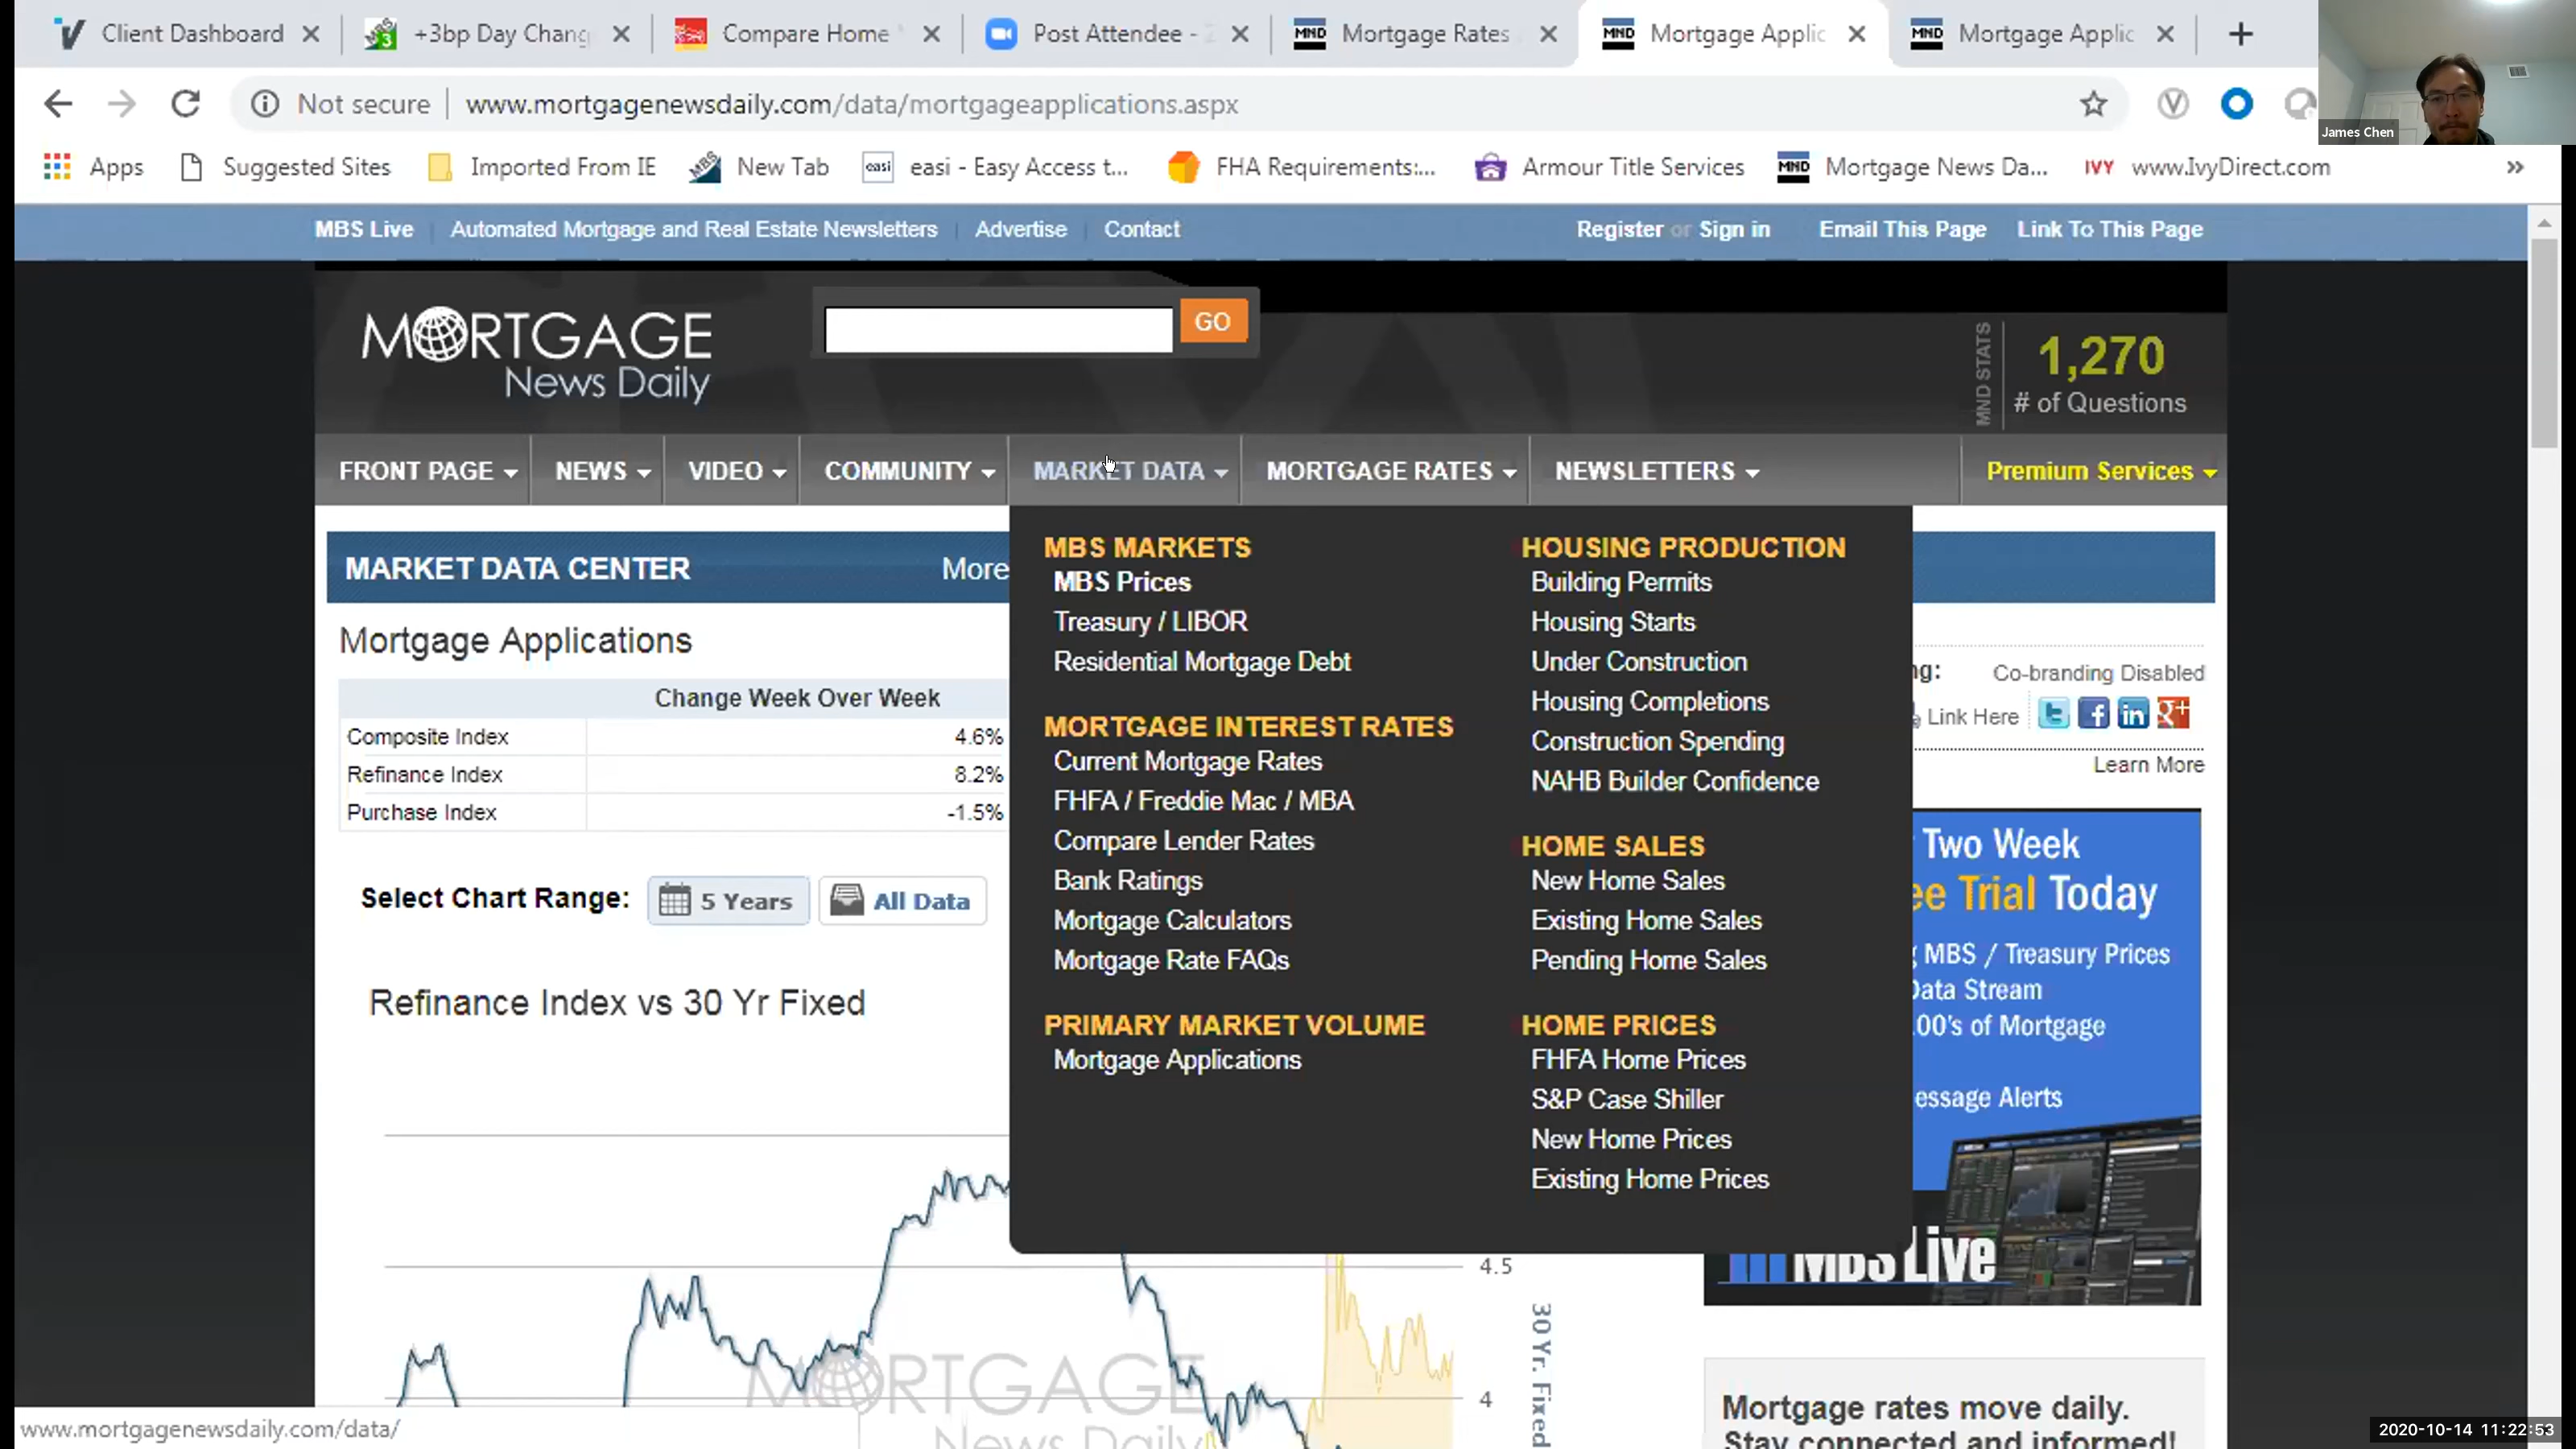 Client Dashboard
+3bp Day Chang
Compare Home
Post Attendee -
MND Mortgage Rates
MND Mortgage Applic
MND Mortgage Applic
Not secure
www.mortgagenewsdaily.com/data/mortgageapplications.aspx
James Chen
Apps
Suggested Sites
Imported From IE
New Tab
easi easi - Easy Access t...
FHA Requirements:...
Armour Title Services
MND Mortgage News Da...
IVY www.IvyDirect.com
MBS Live
Automated Mortgage and Real Estate Newsletters
Advertise
Contact
Register or Sign in
Email This Page
Link To This Page
MORTGAGE
News Daily
GO
MND STATS
1,270
# of Questions
FRONT PAGE
NEWS
VIDEO
COMMUNITY
MARKET DATA
MORTGAGE RATES
NEWSLETTERS
Premium Services
MARKET DATA CENTER
More
Mortgage Applications
Change Week Over Week
Composite Index 4.6%
Refinance Index 8.2%
Purchase Index -1.5%
Select Chart Range:
5 Years
All Data
Refinance Index vs 30 Yr Fixed
MBS MARKETS
MBS Prices
Treasury / LIBOR
Residential Mortgage Debt
MORTGAGE INTEREST RATES
Current Mortgage Rates
FHFA / Freddie Mac / MBA
Compare Lender Rates
Bank Ratings
Mortgage Calculators
Mortgage Rate FAQs
PRIMARY MARKET VOLUME
Mortgage Applications
HOUSING PRODUCTION
Building Permits
Housing Starts
Under Construction
Housing Completions
Construction Spending
NAHB Builder Confidence
HOME SALES
New Home Sales
Existing Home Sales
Pending Home Sales
HOME PRICES
FHFA Home Prices
S&P Case Shiller
New Home Prices
Existing Home Prices
Co-branding Disabled
Link Here
Learn More
Two Week
ee Trial Today
MBS / Treasury Prices
Data Stream
00's of Mortgage
essage Alerts
MBS Live
4.5
4
30 Yr. Fixed
MORTGAGE
News Daily
Mortgage rates move daily.
Stay connected and informed!
www.mortgagenewsdaily.com/data/
2020-10-14 11:22:53